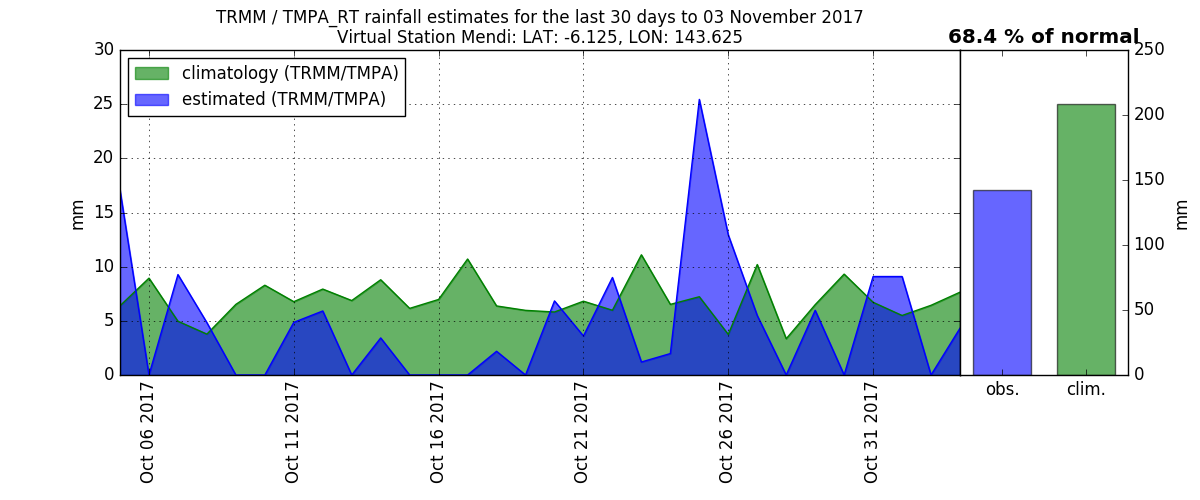 TRMM / TMPA_RT rainfall estimates for the last 30 days to 03 November 2017
Virtual Station Mendi: LAT: -6.125, LON: 143.625
68.4 % of normal
climatology (TRMM/TMPA)
estimated (TRMM/TMPA)
30
25
20
15
10
5
0
mm
Oct 06 2017
Oct 11 2017
Oct 16 2017
Oct 21 2017
Oct 26 2017
Oct 31 2017
obs.
clim.
250
200
150
100
50
0
mm